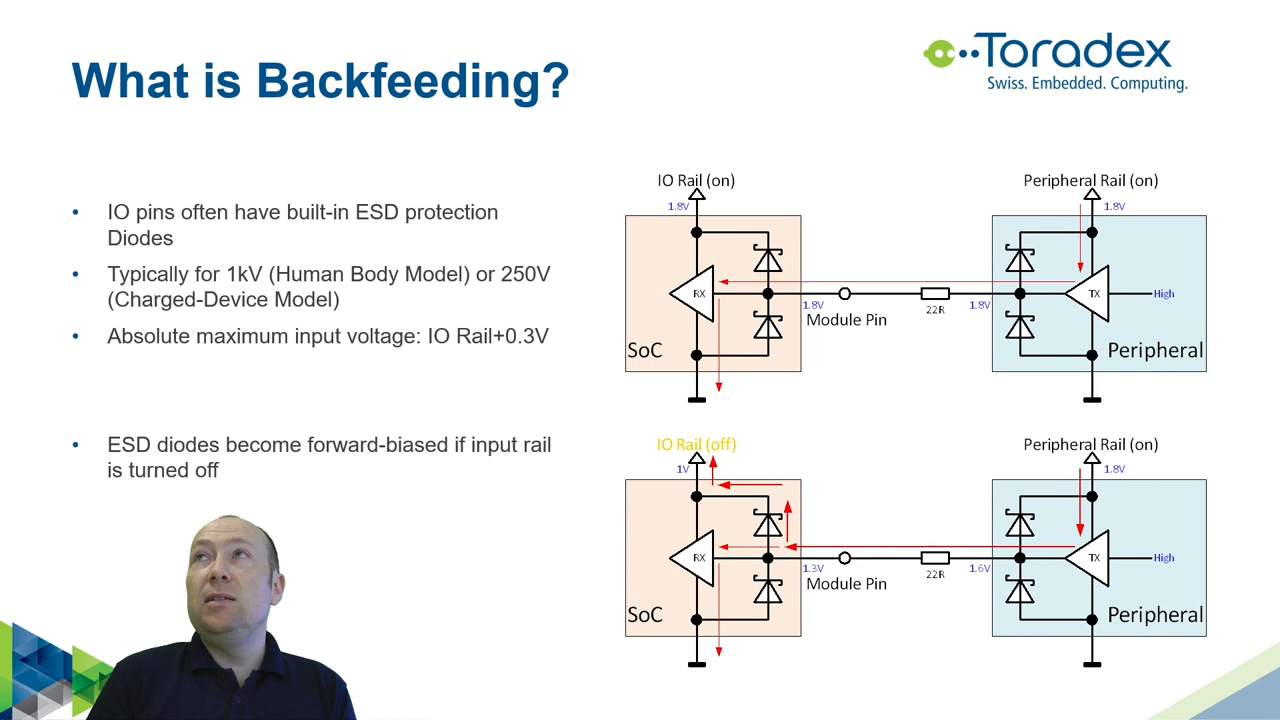 What is Backfeeding?
Toradex
Swiss. Embedded. Computing.
• IO pins often have built-in ESD protection
Diodes
• Typically for 1kV (Human Body Model) or 250V
(Charged-Device Model)
• Absolute maximum input voltage: IO Rail+0.3V
• ESD diodes become forward-biased if input rail
is turned off
IO Rail (on)
Peripheral Rail (on)
1.8V
1.8V
RX
TX
High
1.8V
1.8V
22R
Module Pin
SoC
Peripheral
IO Rail (off)
Peripheral Rail (on)
1V
1.8V
RX
TX
High
1.3V
1.6V
22R
Module Pin
SoC
Peripheral